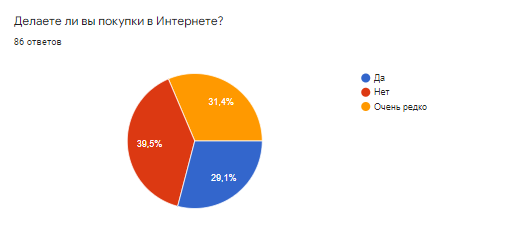 Делаете ли вы покупки в Интернете?
86 ответов
31,4%
39,5%
29,1%
Да
Нет
Очень редко